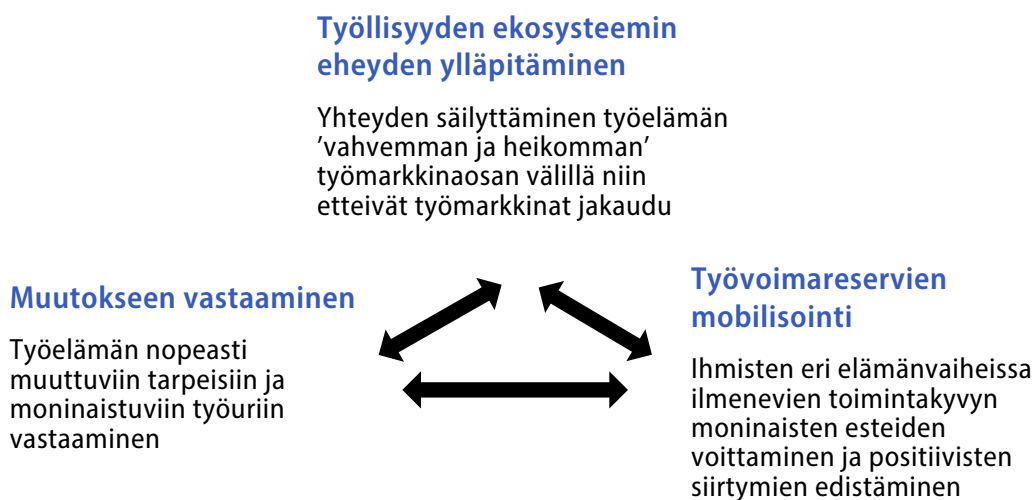 Työllisyyden ekosysteemin
eheyden ylläpitäminen
Yhteyden säilyttäminen työelämän
’vahvemman ja heikomman’
työmarkkinaosan välillä niin
etteivät työmarkkinat jakaudu
Muutokseen vastaaminen
Työelämän nopeasti
muuttuviin tarpeisiin ja
moninaistuviin työuriin
vastaaminen
Työvoimareservien
mobilisointi
Ihmisten eri elämänvaiheissa
ilmenevien toimintakyvyn
moninaisten esteiden
voittaminen ja positiivisten
siirtymien edistäminen